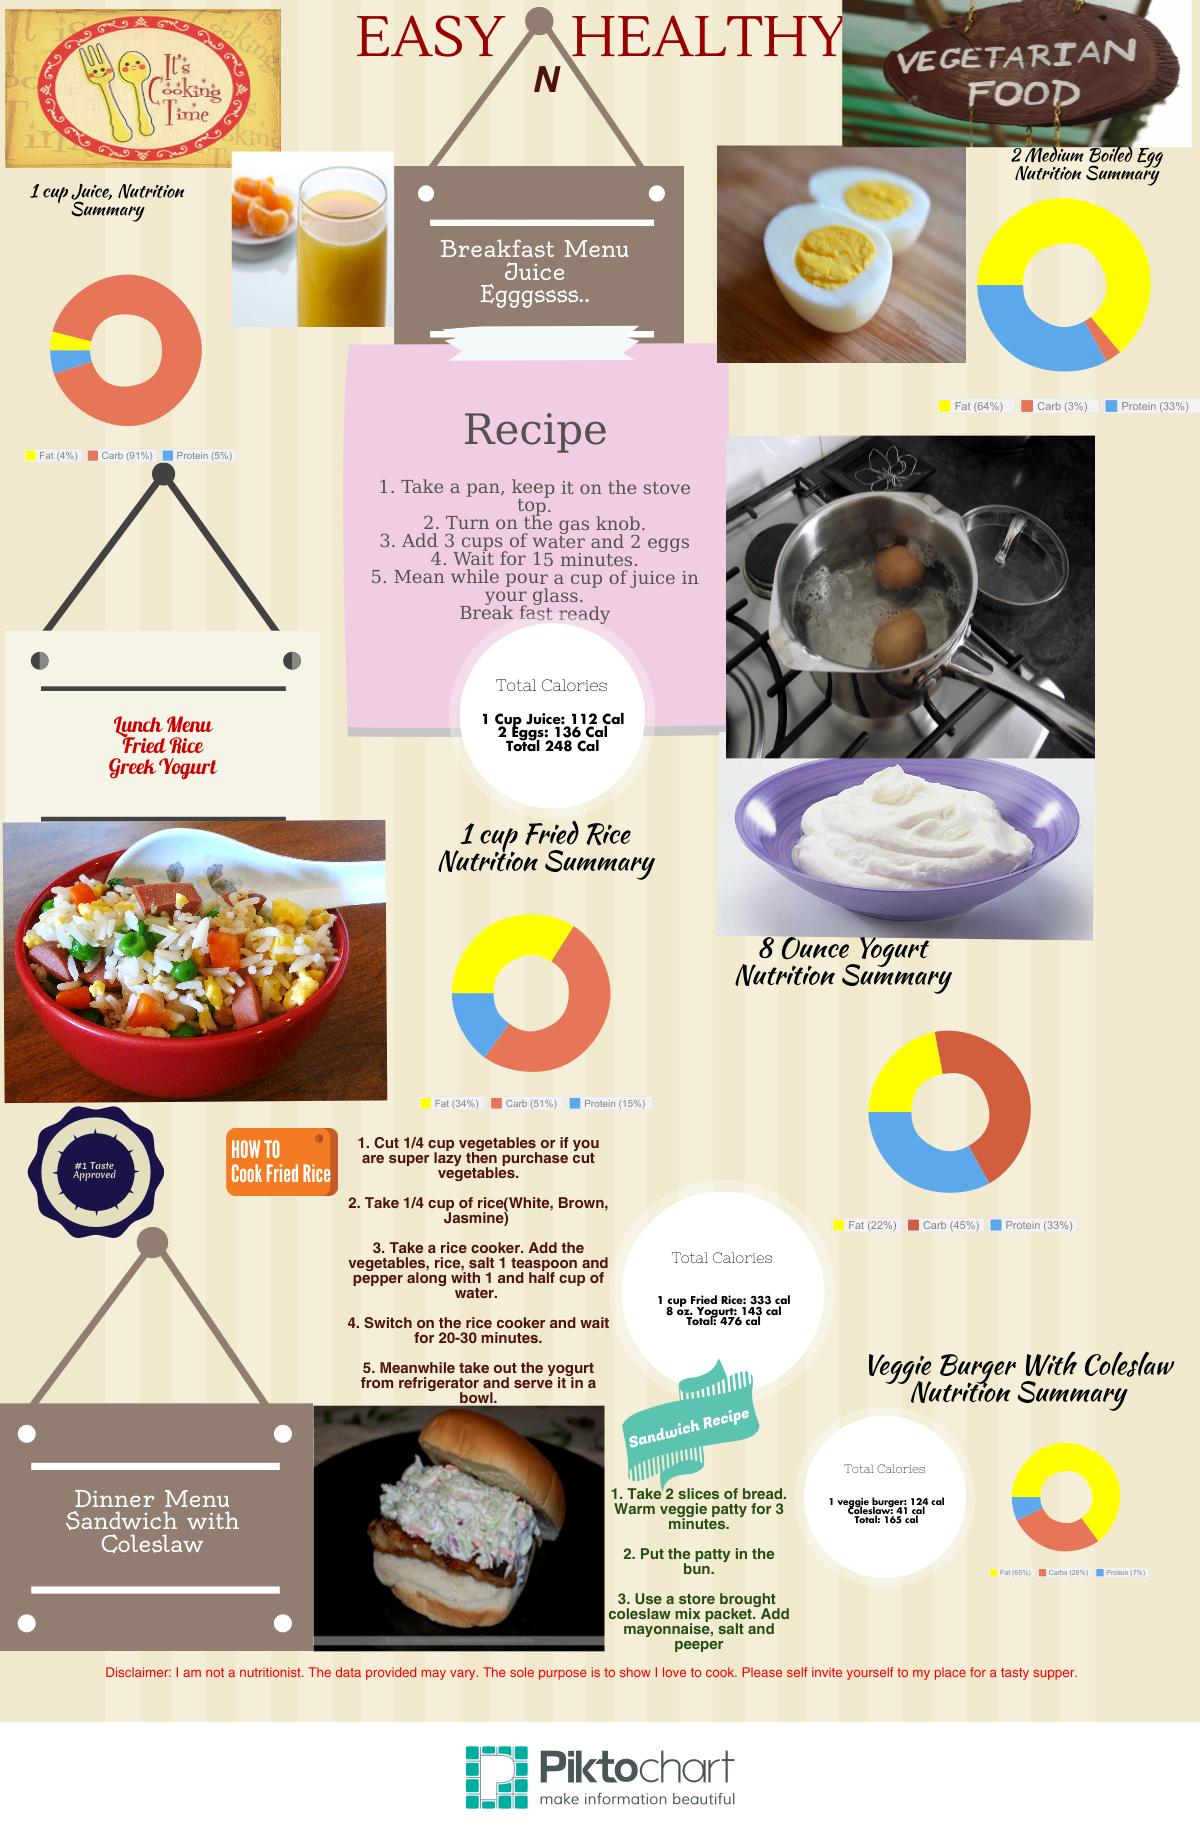 EASY HEALTHY
N
It's
Cooking
Time
VEGETARIAN
FOOD
1 cup Juice, Nutrition
Summary
Fat (4%) Carb (91%) Protein (5%)
Breakfast Menu
Juice
Egggssss..
2 Medium Boiled Egg
Nutrition Summary
Fat (64%) Carb (3%) Protein (33%)
Recipe
1. Take a pan, keep it on the stove
top.
2. Turn on the gas knob.
3. Add 3 cups of water and 2 eggs
4. Wait for 15 minutes.
5. Mean while pour a cup of juice in
your glass.
Break fast ready
Total Calories
1 Cup Juice: 112 Cal
2 Eggs: 136 Cal
Total 248 Cal
Lunch Menu
Fried Rice
Greek Yogurt
1 cup Fried Rice
Nutrition Summary
Fat (34%) Carb (51%) Protein (15%)
8 Ounce Yogurt
Nutrition Summary
Fat (22%) Carb (45%) Protein (33%)
#1 Taste
Approved
HOW TO
Cook Fried Rice
1. Cut 1/4 cup vegetables or if you
are super lazy then purchase cut
vegetables.
2. Take 1/4 cup of rice(White, Brown,
Jasmine)
3. Take a rice cooker. Add the
vegetables, rice, salt 1 teaspoon and
pepper along with 1 and half cup of
water.
4. Switch on the rice cooker and wait
for 20-30 minutes.
5. Meanwhile take out the yogurt
from refrigerator and serve it in a
bowl.
Total Calories
1 cup Fried Rice: 333 cal
8 oz. Yogurt: 143 cal
Total: 476 cal
Dinner Menu
Sandwich with
Coleslaw
Sandwich Recipe
1. Take 2 slices of bread.
Warm veggie patty for 3
minutes.
2. Put the patty in the
bun.
3. Use a store brought
coleslaw mix packet. Add
mayonnaise, salt and
peeper
Veggie Burger With Coleslaw
Nutrition Summary
Total Calories
1 veggie burger: 124 cal
Coleslaw: 41 cal
Total: 165 cal
Fat (65%) Carbs (28%) Protein (7%)
Disclaimer: I am not a nutritionist. The data provided may vary. The sole purpose is to show I love to cook. Please self invite yourself to my place for a tasty supper.
Piktochart
make information beautiful